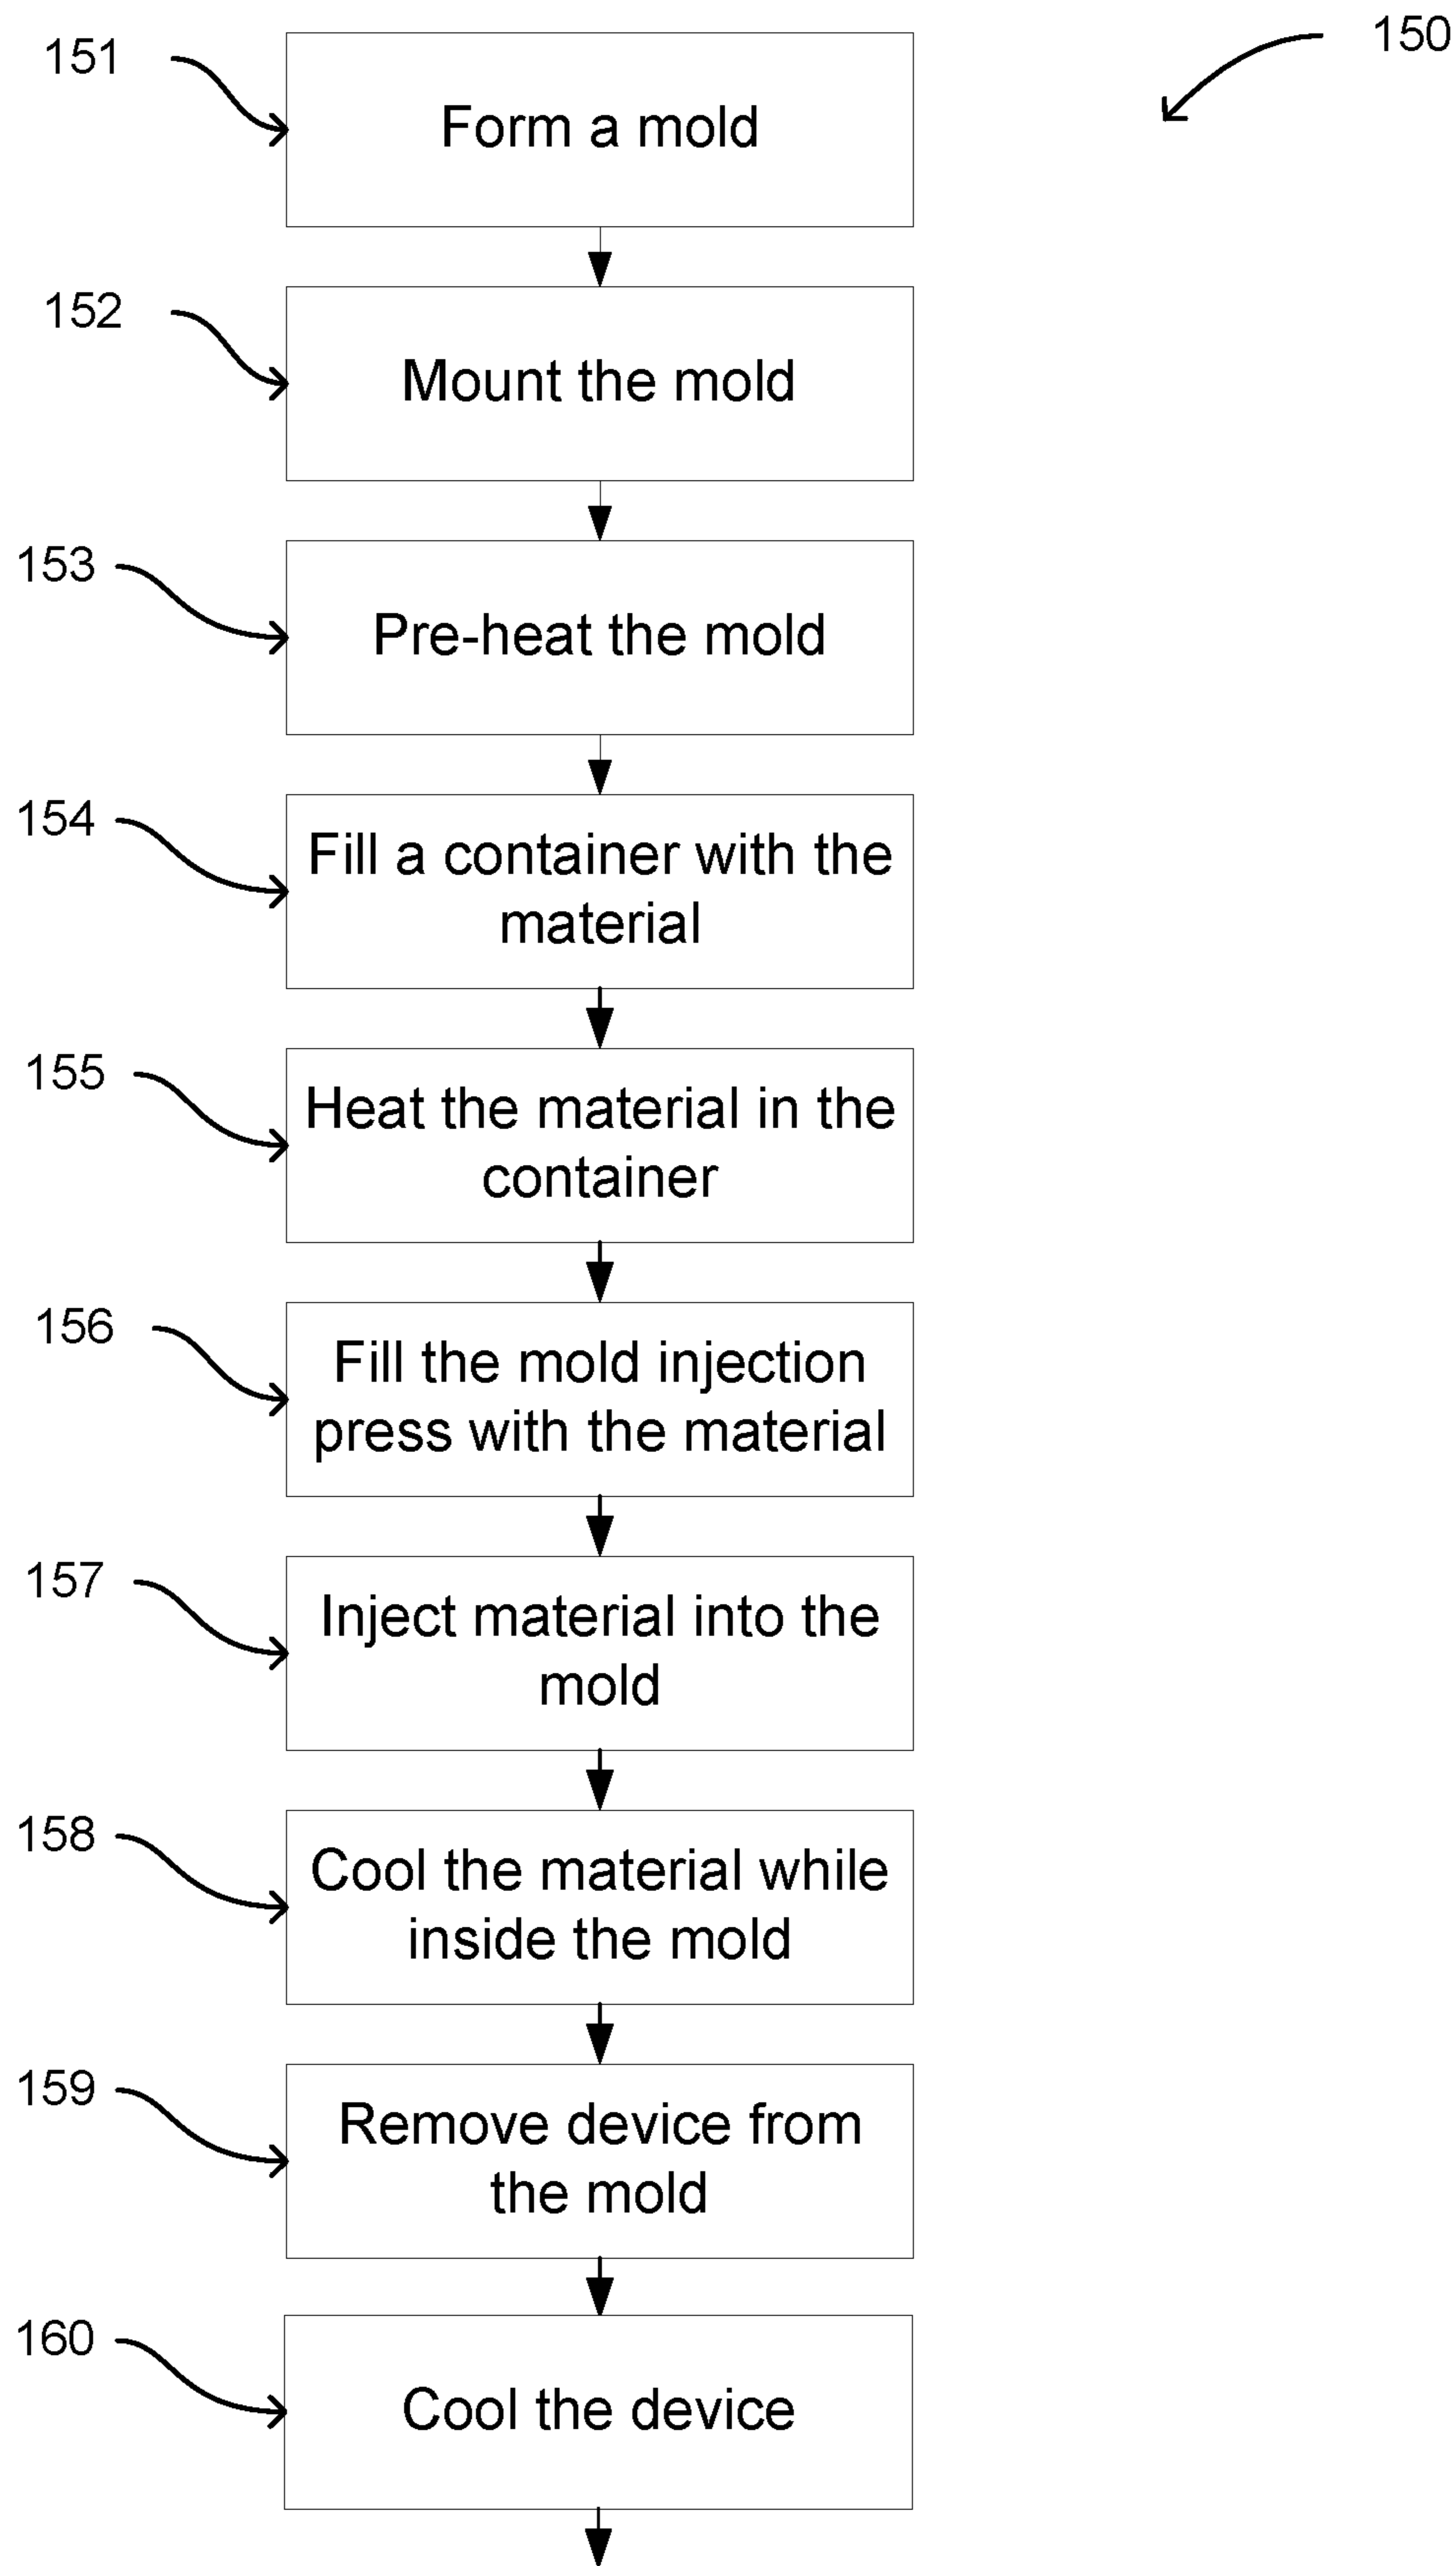 150
151
Form a mold
152
Mount the mold
153
Pre-heat the mold
154
Fill a container with the
material
155
Heat the material in the
container
156
Fill the mold injection
press with the material
157
Inject material into the
mold
158
Cool the material while
inside the mold
159
Remove device from
the mold
160
Cool the device